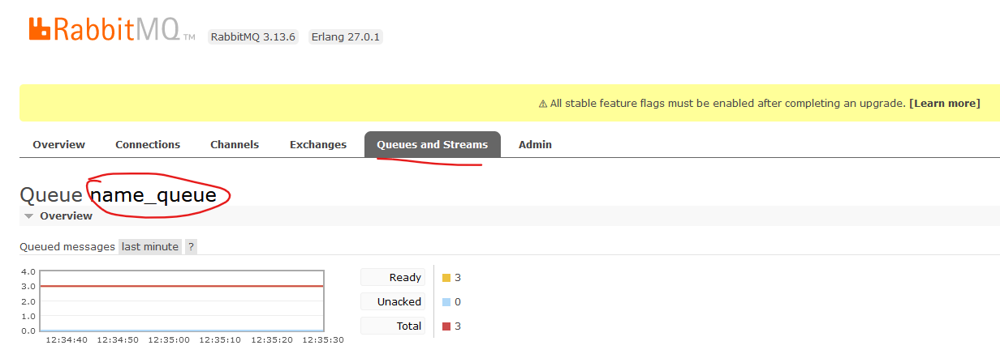 RabbitMQ TM RabbitMQ 3.13.6 Erlang 27.0.1
⚠ All stable feature flags must be enabled after completing an upgrade. [Learn more]
Overview Connections Channels Exchanges Queues and Streams Admin
Queue name_queue
Overview
Queued messages last minute ?
4.0
3.0
2.0
1.0
0.0
12:34:40 12:34:50 12:35:00 12:35:10 12:35:20 12:35:30
Ready 3
Unacked 0
Total 3